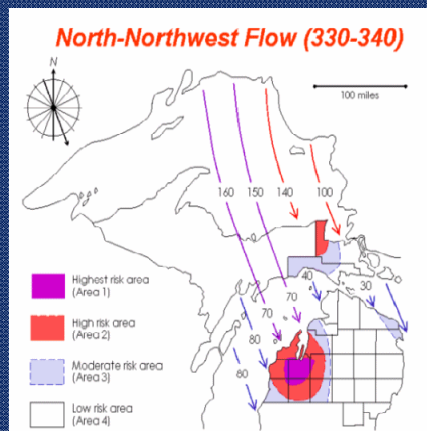 North-Northwest Flow (330-340)
N
100 miles
160
150
140
100
40
30
70
70
80
80
Highest risk area
(Area 1)
High risk area
(Area 2)
Moderate risk area
(Area 3)
Low risk area
(Area 4)